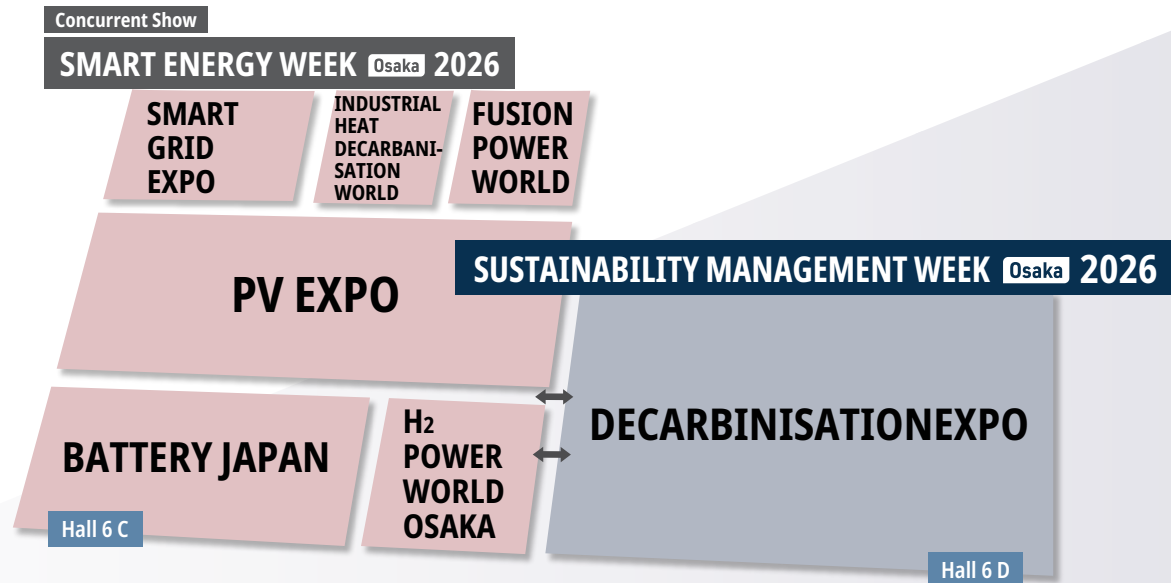 Concurrent Show
SMART ENERGY WEEK Osaka 2026
SMART
GRID
EXPO
INDUSTRIAL
HEAT
DECARBANI-
SATION
WORLD
FUSION
POWER
WORLD
PV EXPO
SUSTAINABILITY MANAGEMENT WEEK Osaka 2026
BATTERY JAPAN
H2
POWER
WORLD
OSAKA
DECARBINISATIONEXPO
Hall 6 C
Hall 6 D